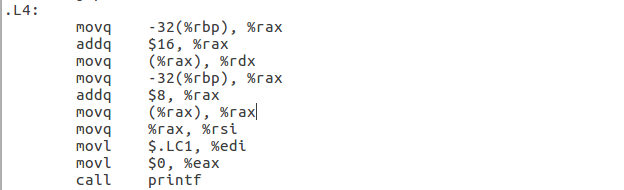 .L4:
movq -32(%rbp), %rax
addq $16, %rax
movq (%rax), %rdx
movq -32(%rbp), %rax
addq $8, %rax
movq (%rax), %rax
movq %rax, %rsi
movl $.LC1, %edi
movl $0, %eax
call printf